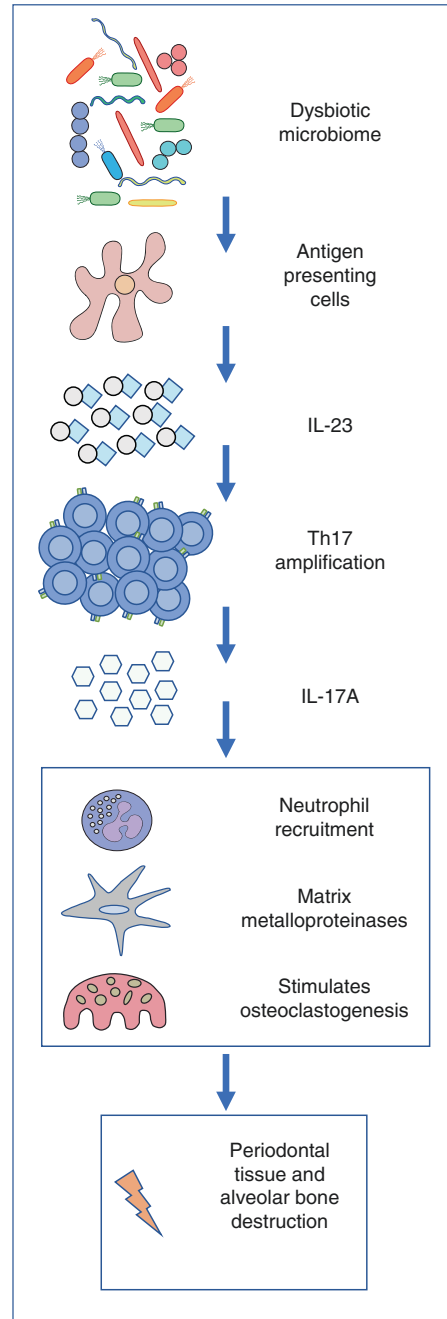 Dysbiotic
microbiome
Antigen
presenting
cells
IL-23
Th17
amplification
IL-17A
Neutrophil
recruitment
Matrix
metalloproteinases
Stimulates
osteoclastogenesis
Periodontal
tissue and
alveolar bone
destruction